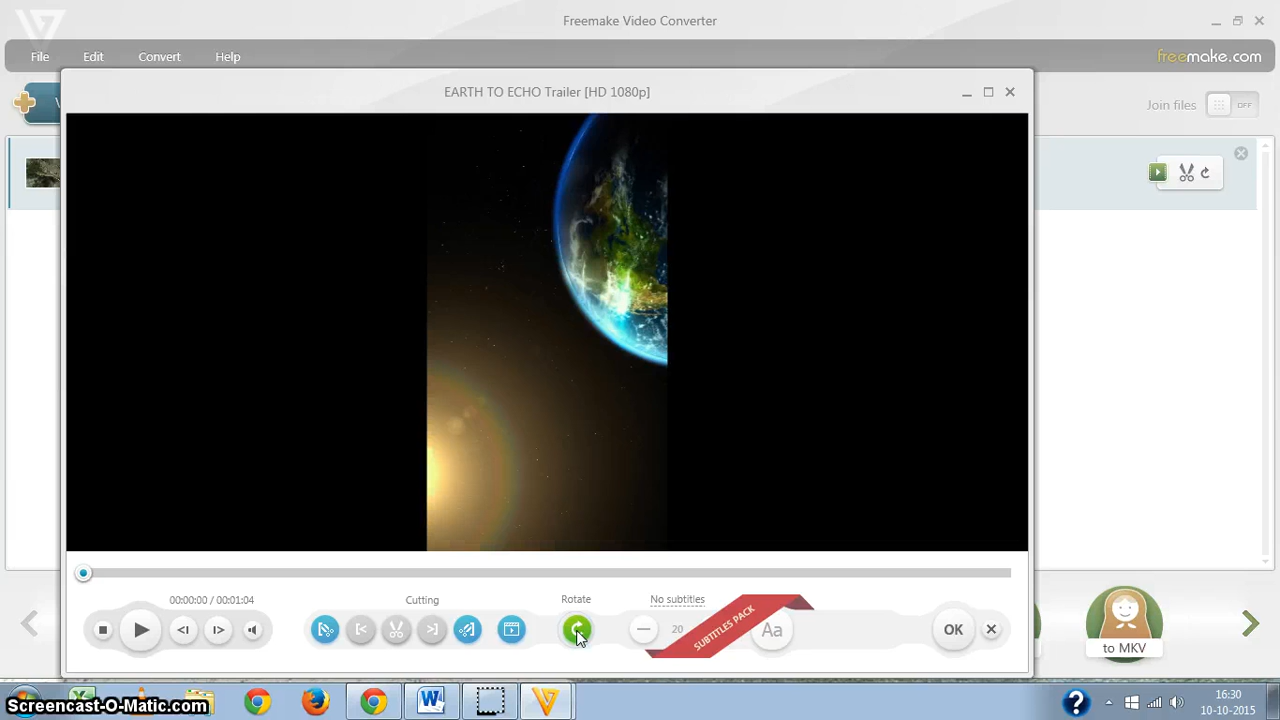 Freemake Video Converter
File Edit Convert Help
freemake.com
EARTH TO ECHO Trailer [HD 1080p]
V
Join files OFF
00:00:00 / 00:01:04
Cutting
Rotate
No subtitles
20
SUBTITLES PACK
Aa
OK
to MKV
Screencast-O-Matic.com
16:30
10-10-2015